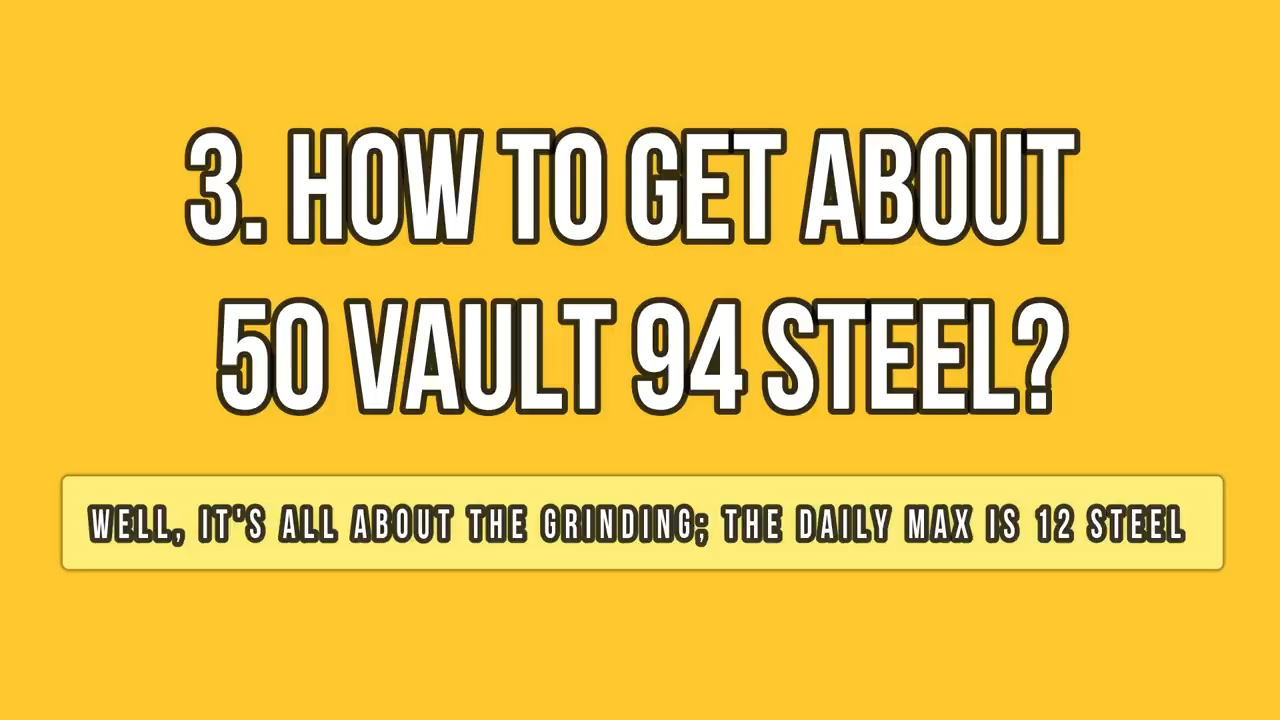 3. HOW TO GET ABOUT
50 VAULT 94 STEEL?
WELL, IT'S ALL ABOUT THE GRINDING; THE DAILY MAX IS 12 STEEL